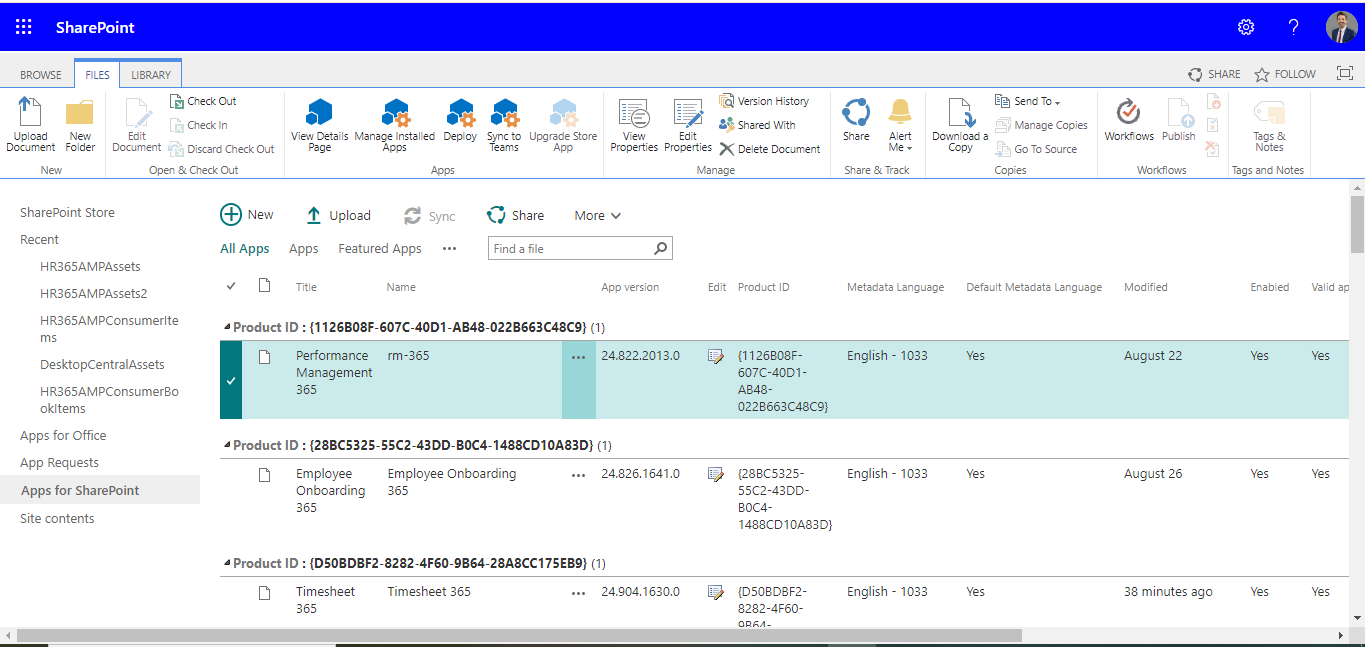 SharePoint
?
BROWSE FILES LIBRARY SHARE FOLLOW
Upload Document
New Folder
New
Edit Document
Check Out
Check In
Discard Check Out
Open & Check Out
View Details Page
Manage Installed Apps
Deploy
Sync to Teams
Upgrade Store App
Apps
View Properties
Edit Properties
Version History
Shared With
Delete Document
Manage
Share
Alert Me
Share & Track
Download a Copy
Send To
Manage Copies
Go To Source
Copies
Workflows
Publish
Workflows
Tags & Notes
Tags and Notes
SharePoint Store
Recent
HR365AMPAssets
HR365AMPAssets2
HR365AMPConsumerIte
ms
DesktopCentralAssets
HR365AMPConsumerBo
okItems
Apps for Office
App Requests
Apps for SharePoint
Site contents
New Upload Sync Share More
All Apps Apps Featured Apps ••• Find a file
Title Name App version Edit Product ID Metadata Language Default Metadata Language Modified Enabled Valid ap
Product ID : {1126B08F-607C-40D1-AB48-022B663C48C9} (1)
Performance rm-365 ••• 24.822.2013.0 {1126B08F- English - 1033 Yes August 22 Yes Yes
Management 607C-40D1-
365 AB48-
022B663C48C9}
Product ID : {28BC5325-55C2-43DD-B0C4-1488CD10A83D} (1)
Employee Employee Onboarding ••• 24.826.1641.0 {28BC5325- English - 1033 Yes August 26 Yes Yes
Onboarding 365 55C2-43DD-
365 B0C4-
1488CD10A83D}
Product ID : {D50BDBF2-8282-4F60-9B64-28A8CC175EB9} (1)
Timesheet Timesheet 365 ••• 24.904.1630.0 {D50BDBF2- English - 1033 Yes 38 minutes ago Yes Yes
365 8282-4F60-
9B64-